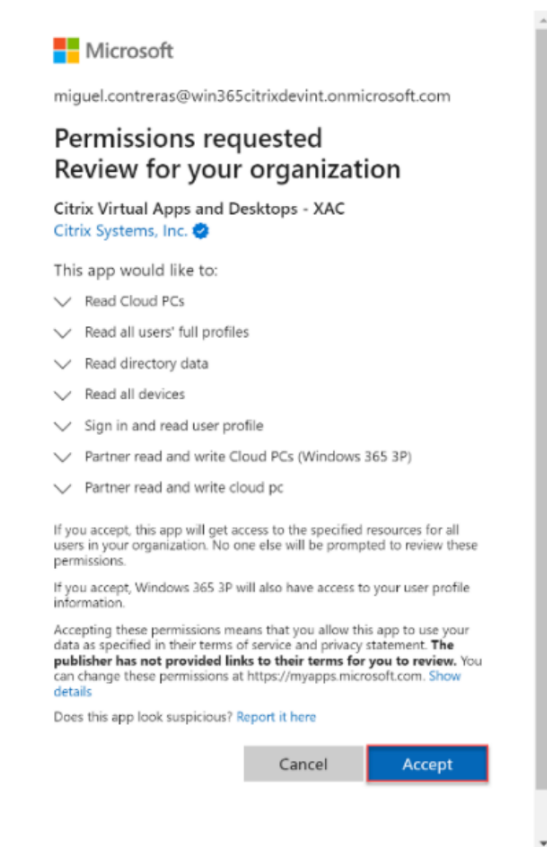 Microsoft
miguel.contreras@win365citrixdevint.onmicrosoft.com
Permissions requested
Review for your organization
Citrix Virtual Apps and Desktops - XAC
Citrix Systems, Inc.
This app would like to:
Read Cloud PCs
Read all users' full profiles
Read directory data
Read all devices
Sign in and read user profile
Partner read and write Cloud PCs (Windows 365 3P)
Partner read and write cloud pc
If you accept, this app will get access to the specified resources for all
users in your organization. No one else will be prompted to review these
permissions.
If you accept, Windows 365 3P will also have access to your user profile
information.
Accepting these permissions means that you allow this app to use your
data as specified in their terms of service and privacy statement. The
publisher has not provided links to their terms for you to review. You
can change these permissions at https://myapps.microsoft.com. Show
details
Does this app look suspicious? Report it here
Cancel Accept